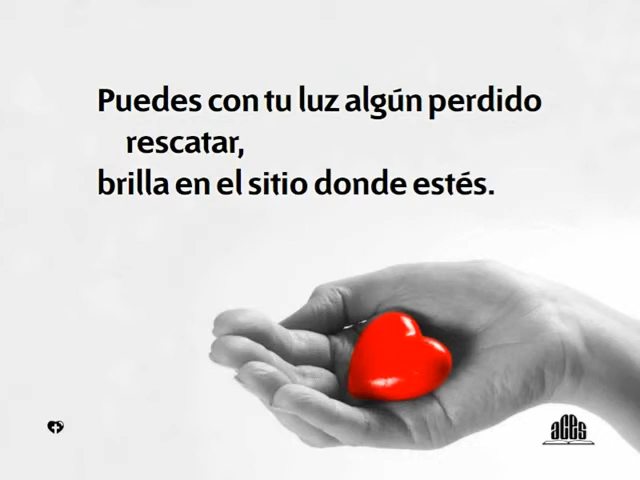 Puedes con tu luz algún perdido
rescatar,
brilla en el sitio donde estés.
aces